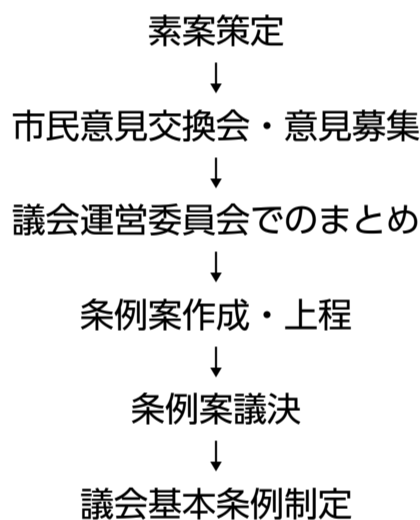 素案策定
↓
市民意見交換会・意見募集
↓
議会運営委員会でのまとめ
↓
条例案作成・上程
↓
条例案議決
↓
議会基本条例制定